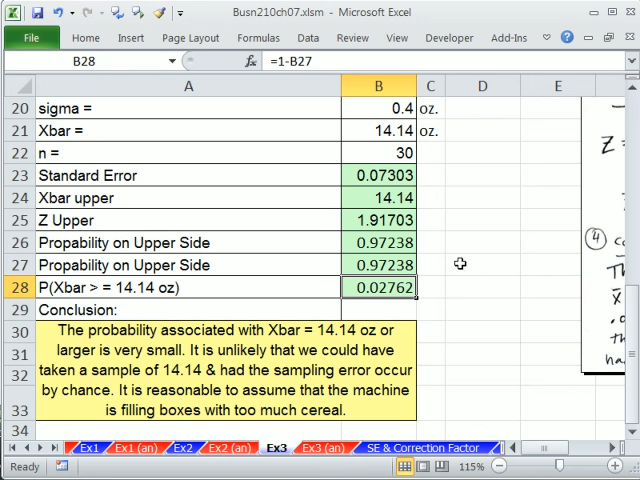 Busn210ch07.xlsm - Microsoft Excel
File Home Insert Page Layout Formulas Data Review View Developer Add-Ins
B28 fx =1-B27
A B C D E
20 sigma = 0.4 oz.
21 Xbar = 14.14 oz.
22 n = 30
23 Standard Error 0.07303
24 Xbar upper 14.14
25 Z Upper 1.91703
26 Propability on Upper Side 0.97238
27 Propability on Upper Side 0.97238
28 P(Xbar > = 14.14 oz) 0.02762
29 Conclusion:
30 The probability associated with Xbar = 14.14 oz or
31 larger is very small. It is unlikely that we could have
taken a sample of 14.14 & had the sampling error occur
32 by chance. It is reasonable to assume that the machine
33 is filling boxes with too much cereal.
34
Z =
4 co
Th
x̄
.0
th
ha
Ex1 Ex1 (an) Ex2 Ex2 (an) Ex3 Ex3 (an) SE & Correction Factor
Ready 115%